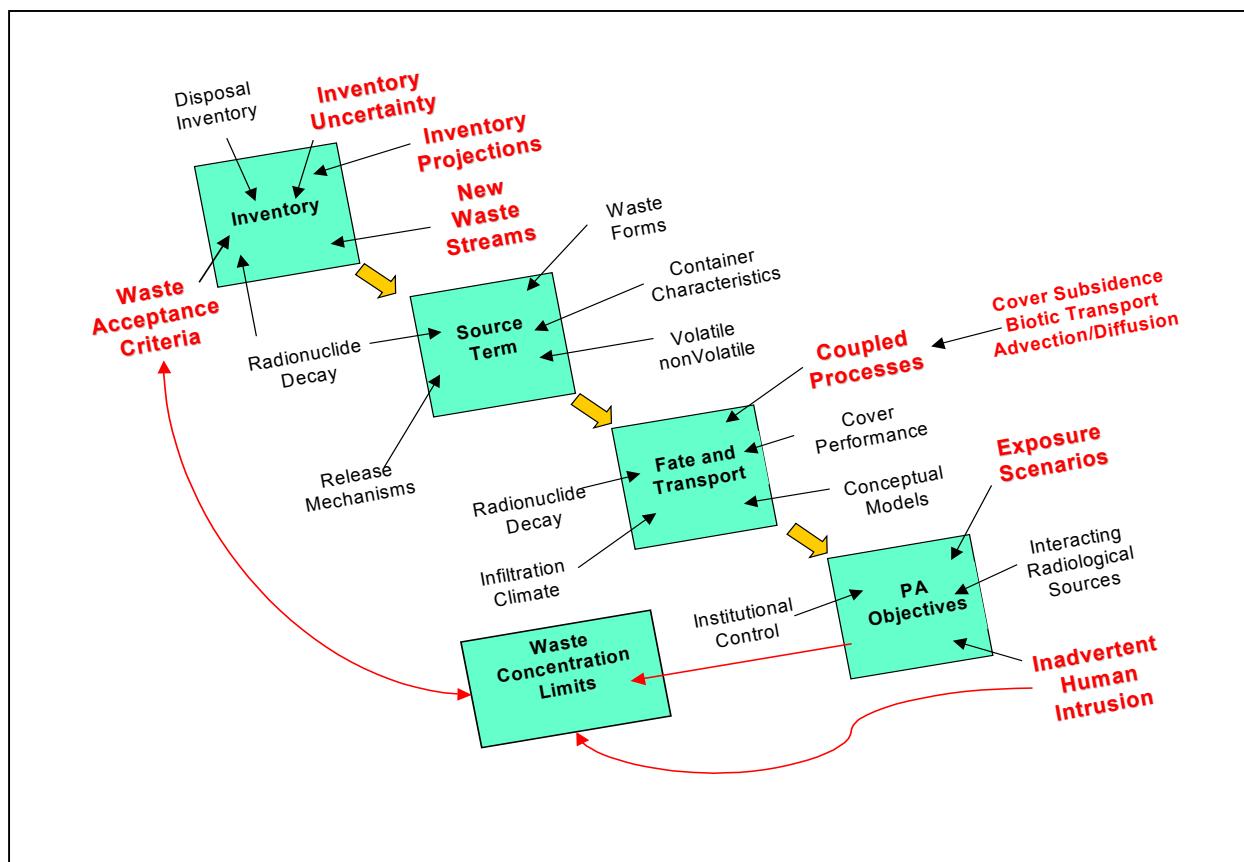 Disposal
Inventory
Inventory
Uncertainty
Inventory
Projections
Inventory
New
Waste
Streams
Waste
Acceptance
Criteria
Radionuclide
Decay
Waste
Forms
Container
Characteristics
Source
Term
Volatile
nonVolatile
Release
Mechanisms
Coupled
Processes
Cover Subsidence
Biotic Transport
Advection/Diffusion
Cover
Performance
Fate and
Transport
Radionuclide
Decay
Conceptual
Models
Infiltration
Climate
Exposure
Scenarios
Interacting
Radiological
Sources
PA
Objectives
Institutional
Control
Inadvertent
Human
Intrusion
Waste
Concentration
Limits